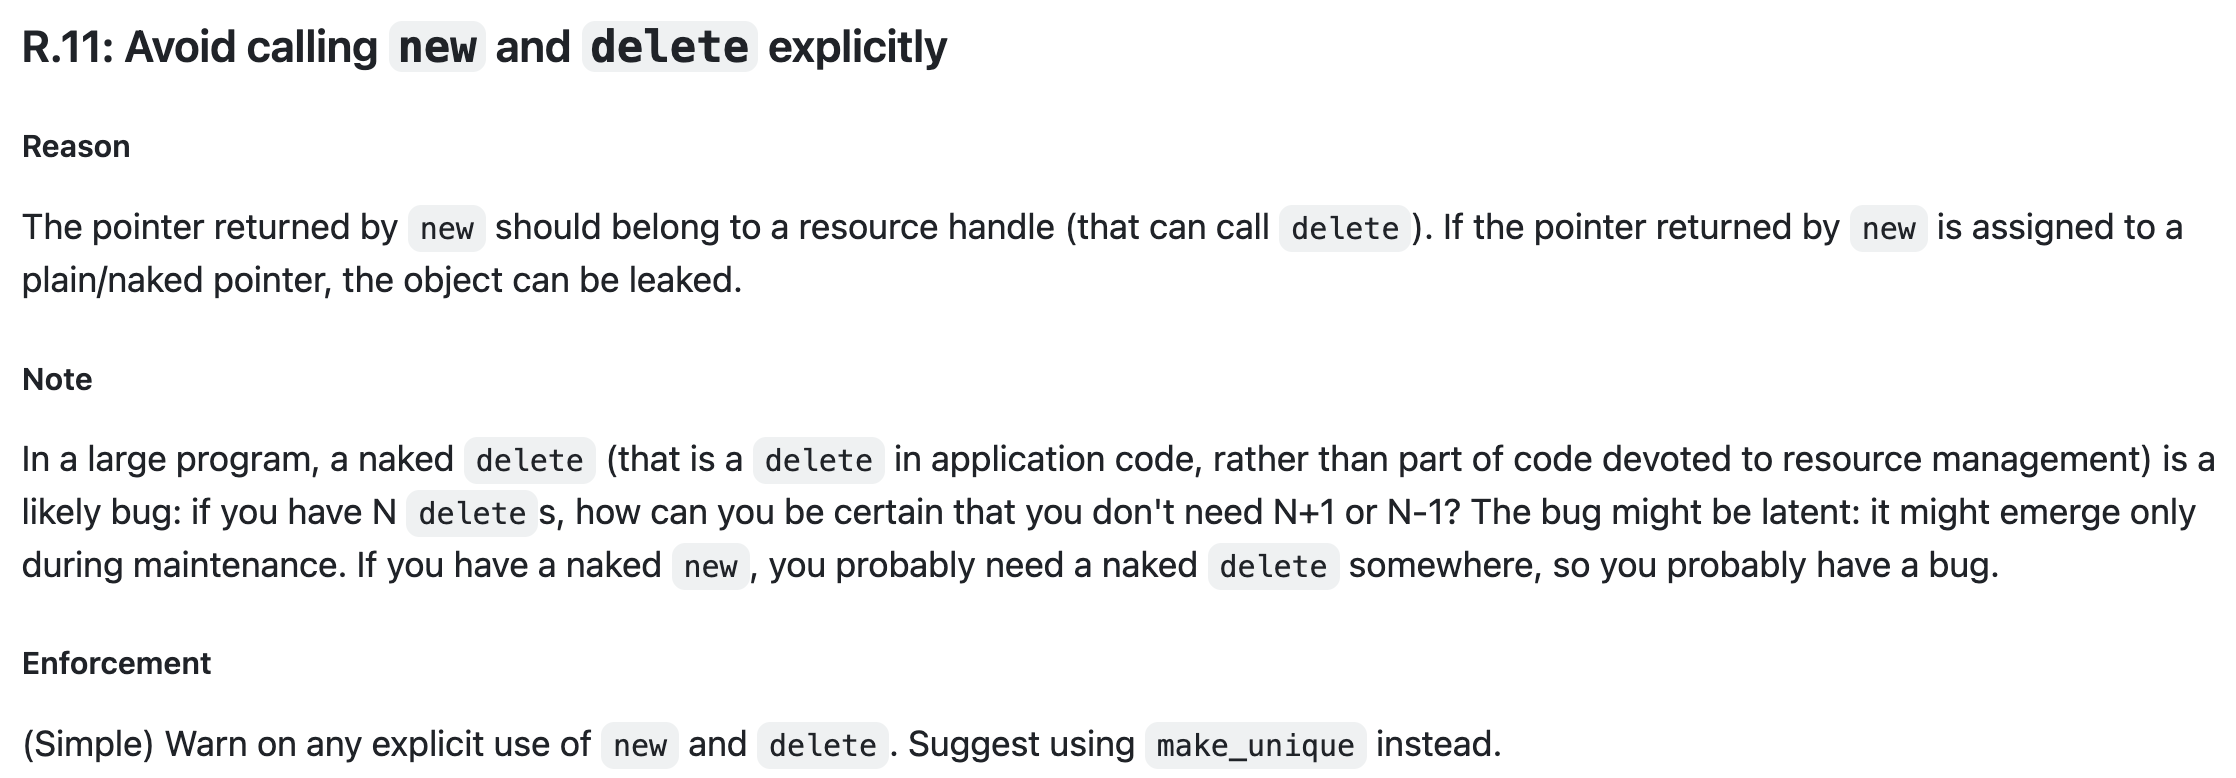 R.11: Avoid calling new and delete explicitly
Reason
The pointer returned by new should belong to a resource handle (that can call delete). If the pointer returned by new is assigned to a
plain/naked pointer, the object can be leaked.
Note
In a large program, a naked delete (that is a delete in application code, rather than part of code devoted to resource management) is a
likely bug: if you have N deletes, how can you be certain that you don't need N+1 or N-1? The bug might be latent: it might emerge only
during maintenance. If you have a naked new, you probably need a naked delete somewhere, so you probably have a bug.
Enforcement
(Simple) Warn on any explicit use of new and delete. Suggest using make_unique instead.